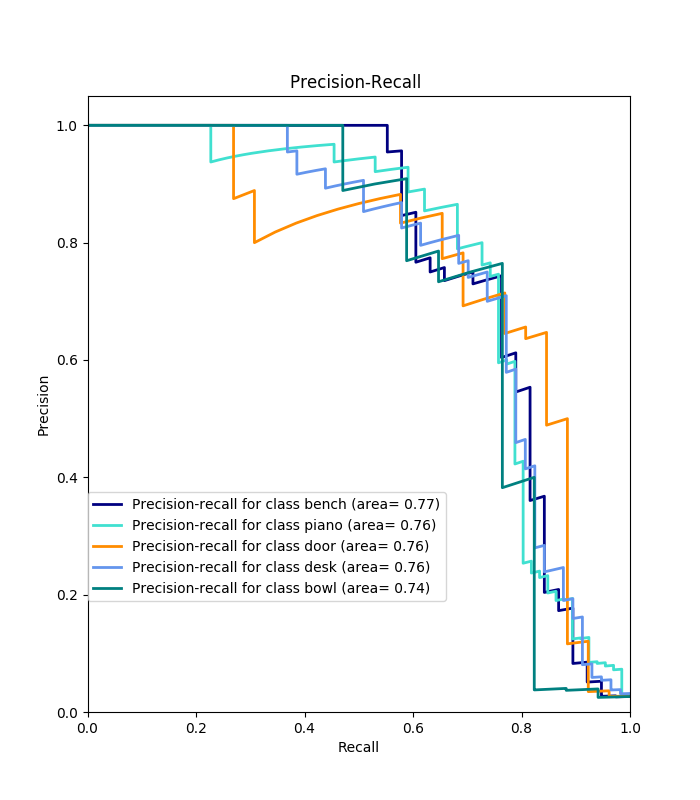 Precision-Recall
1.0
0.8
0.6
0.4
0.2
0.0
Precision
Precision-recall for class bench (area= 0.77)
Precision-recall for class piano (area= 0.76)
Precision-recall for class door (area= 0.76)
Precision-recall for class desk (area= 0.76)
Precision-recall for class bowl (area= 0.74)
0.0 0.2 0.4 0.6 0.8 1.0
Recall